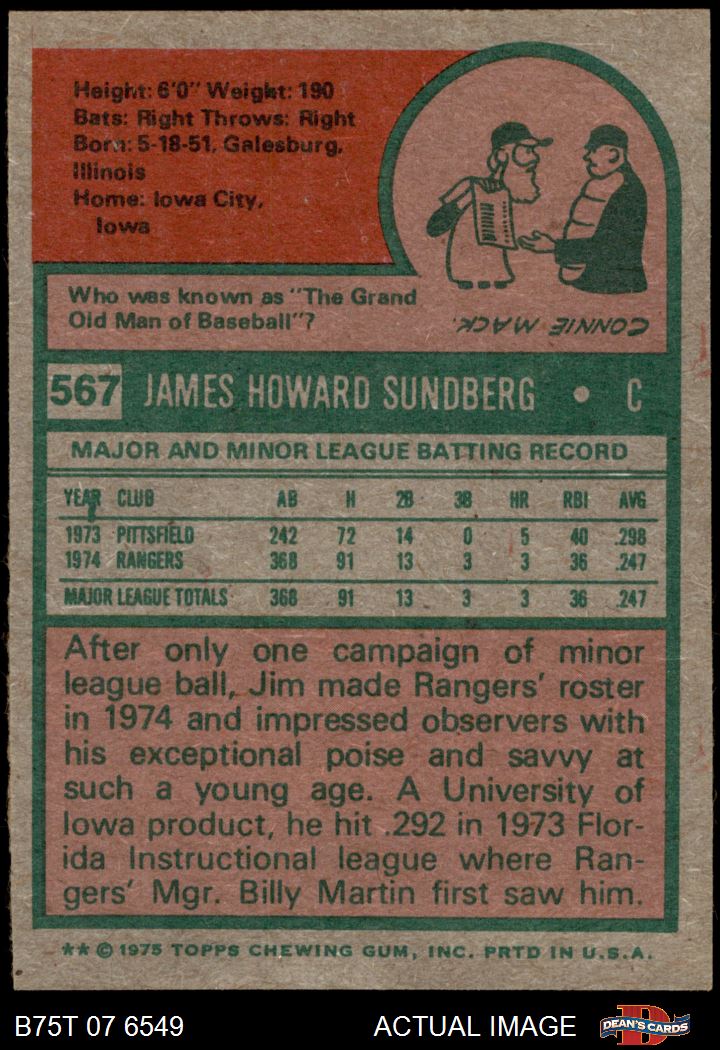 Height: 6'0" Weight: 190
Bats: Right Throws: Right
Born: 5-18-51, Galesburg,
Illinois
Home: Iowa City,
Iowa
Who was known as "The Grand
Old Man of Baseball"?
CONNIE MACK.
567 JAMES HOWARD SUNDBERG • C
MAJOR AND MINOR LEAGUE BATTING RECORD
YEAR CLUB AB H 2B 3B HR RBI AVG
1973 PITTSFIELD 242 72 14 0 5 40 .298
1974 RANGERS 368 91 13 3 3 36 .247
MAJOR LEAGUE TOTALS 368 91 13 3 3 36 .247
After only one campaign of minor
league ball, Jim made Rangers' roster
in 1974 and impressed observers with
his exceptional poise and savvy at
such a young age. A University of
Iowa product, he hit .292 in 1973 Flor-
ida Instructional league where Ran-
gers' Mgr. Billy Martin first saw him.
** © 1975 TOPPS CHEWING GUM, INC. PRTD IN U.S.A.
B75T 07 6549 ACTUAL IMAGE DEAN'S CARDS